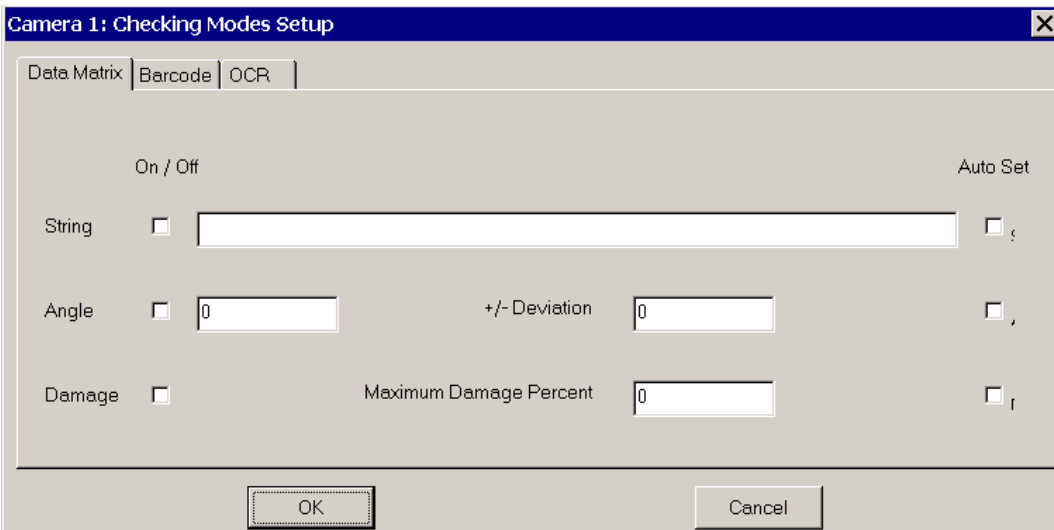 Camera 1: Checking Modes Setup
Data Matrix Barcode OCR
On / Off Auto Set
String
Angle 0 +/- Deviation 0
Damage Maximum Damage Percent 0
OK Cancel